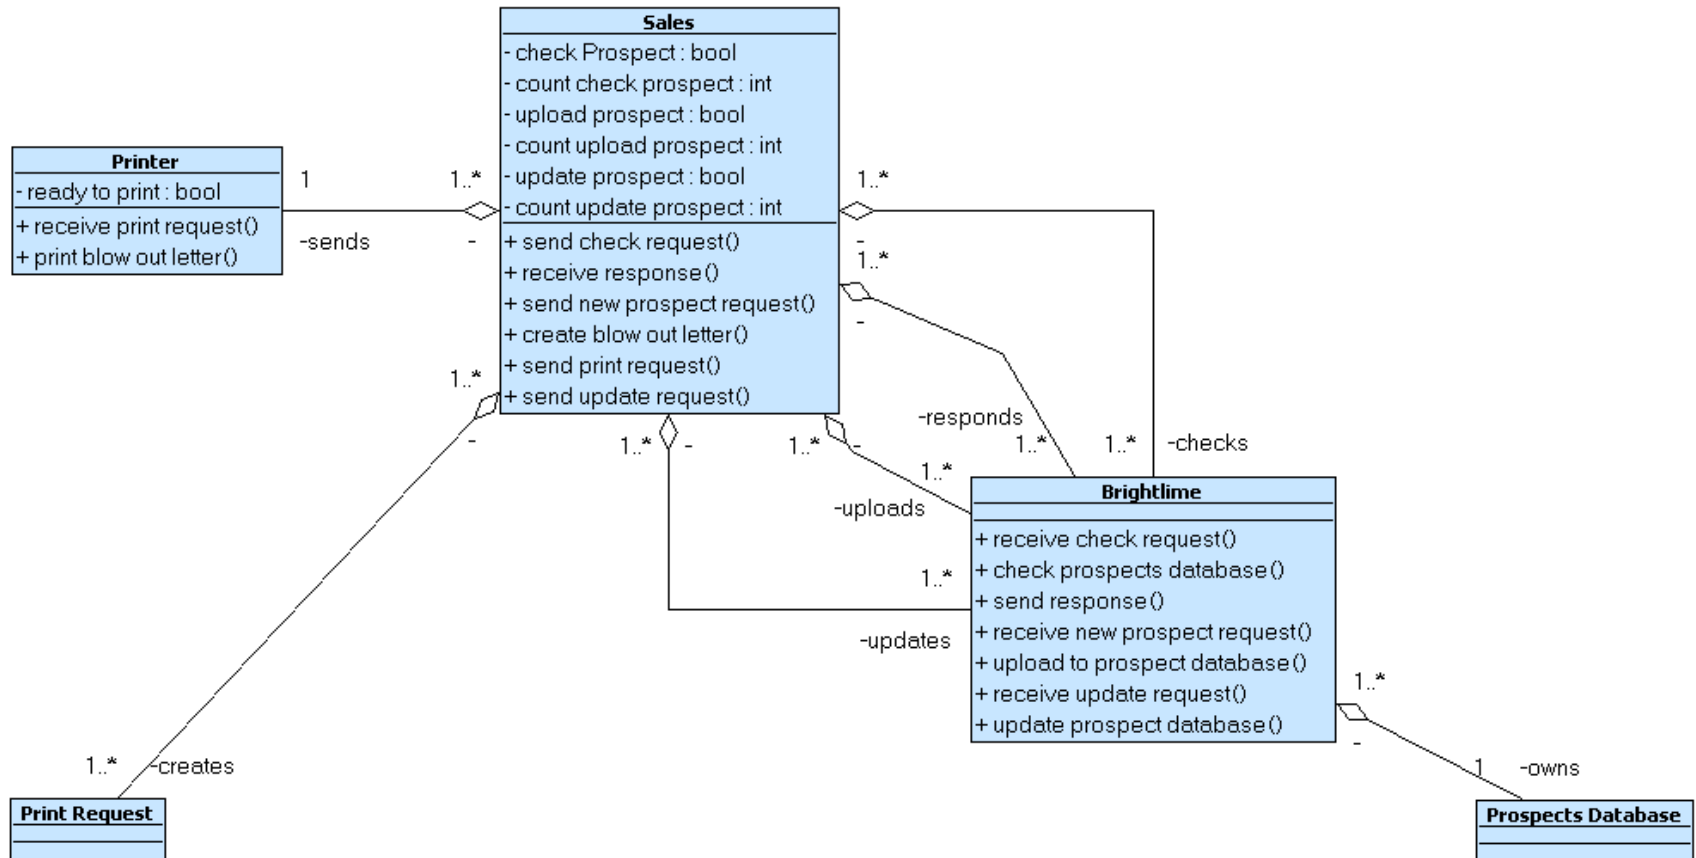 Sales
- check Prospect : bool
- count check prospect : int
- upload prospect : bool
- count upload prospect : int
- update prospect : bool
- count update prospect : int
+ send check request()
+ receive response()
+ send new prospect request()
+ create blow out letter()
+ send print request()
+ send update request()
Printer
- ready to print : bool
+ receive print request()
+ print blow out letter()
1
1..*
-sends
-
1..*
-
1..*
-
1..*
-
1..*
-
1..*
-
-responds
1..*
1..*
-checks
1..*
-uploads
1..*
-updates
Brightlime
+ receive check request()
+ check prospects database()
+ send response()
+ receive new prospect request()
+ upload to prospect database()
+ receive update request()
+ update prospect database()
1..*
-
1..*
-creates
1
-owns
Print Request
Prospects Database